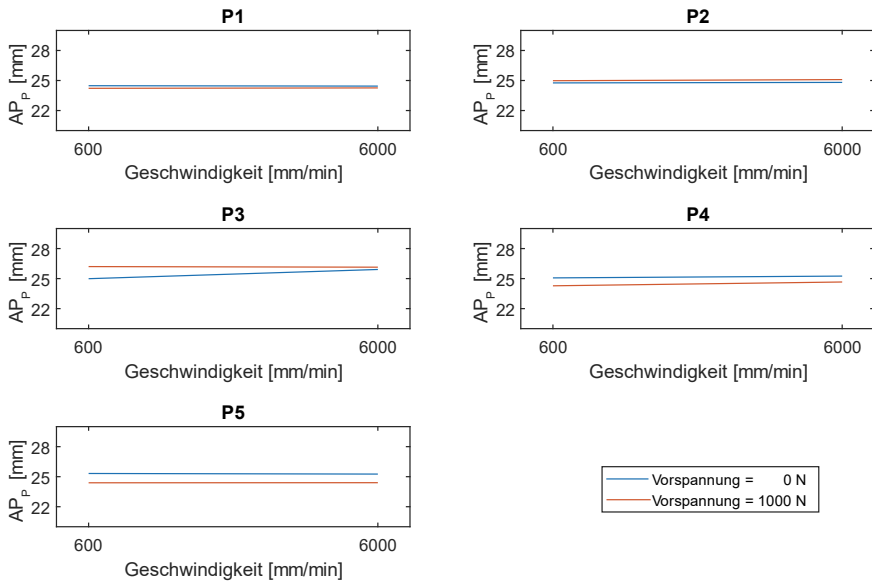 P1
28
25
22
AP_P [mm]
600 6000
Geschwindigkeit [mm/min]
P2
28
25
22
AP_P [mm]
600 6000
Geschwindigkeit [mm/min]
P3
28
25
22
AP_P [mm]
600 6000
Geschwindigkeit [mm/min]
P4
28
25
22
AP_P [mm]
600 6000
Geschwindigkeit [mm/min]
P5
28
25
22
AP_P [mm]
600 6000
Geschwindigkeit [mm/min]
Vorspannung = 0 N
Vorspannung = 1000 N